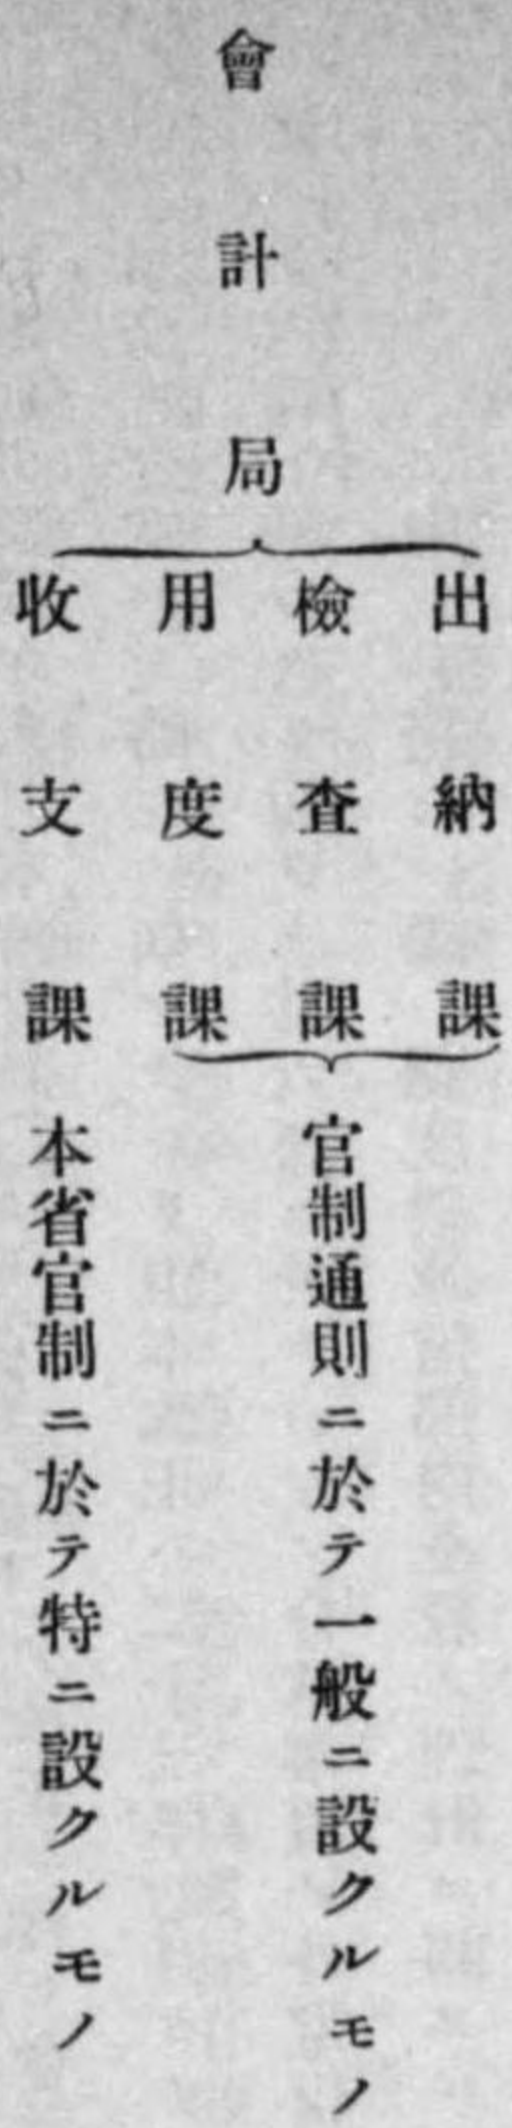 會計局
出納課
檢査課
用度課
官制通則ニ於テ一般ニ設クルモノ
收支課
本省官制ニ於テ特ニ設クルモノ